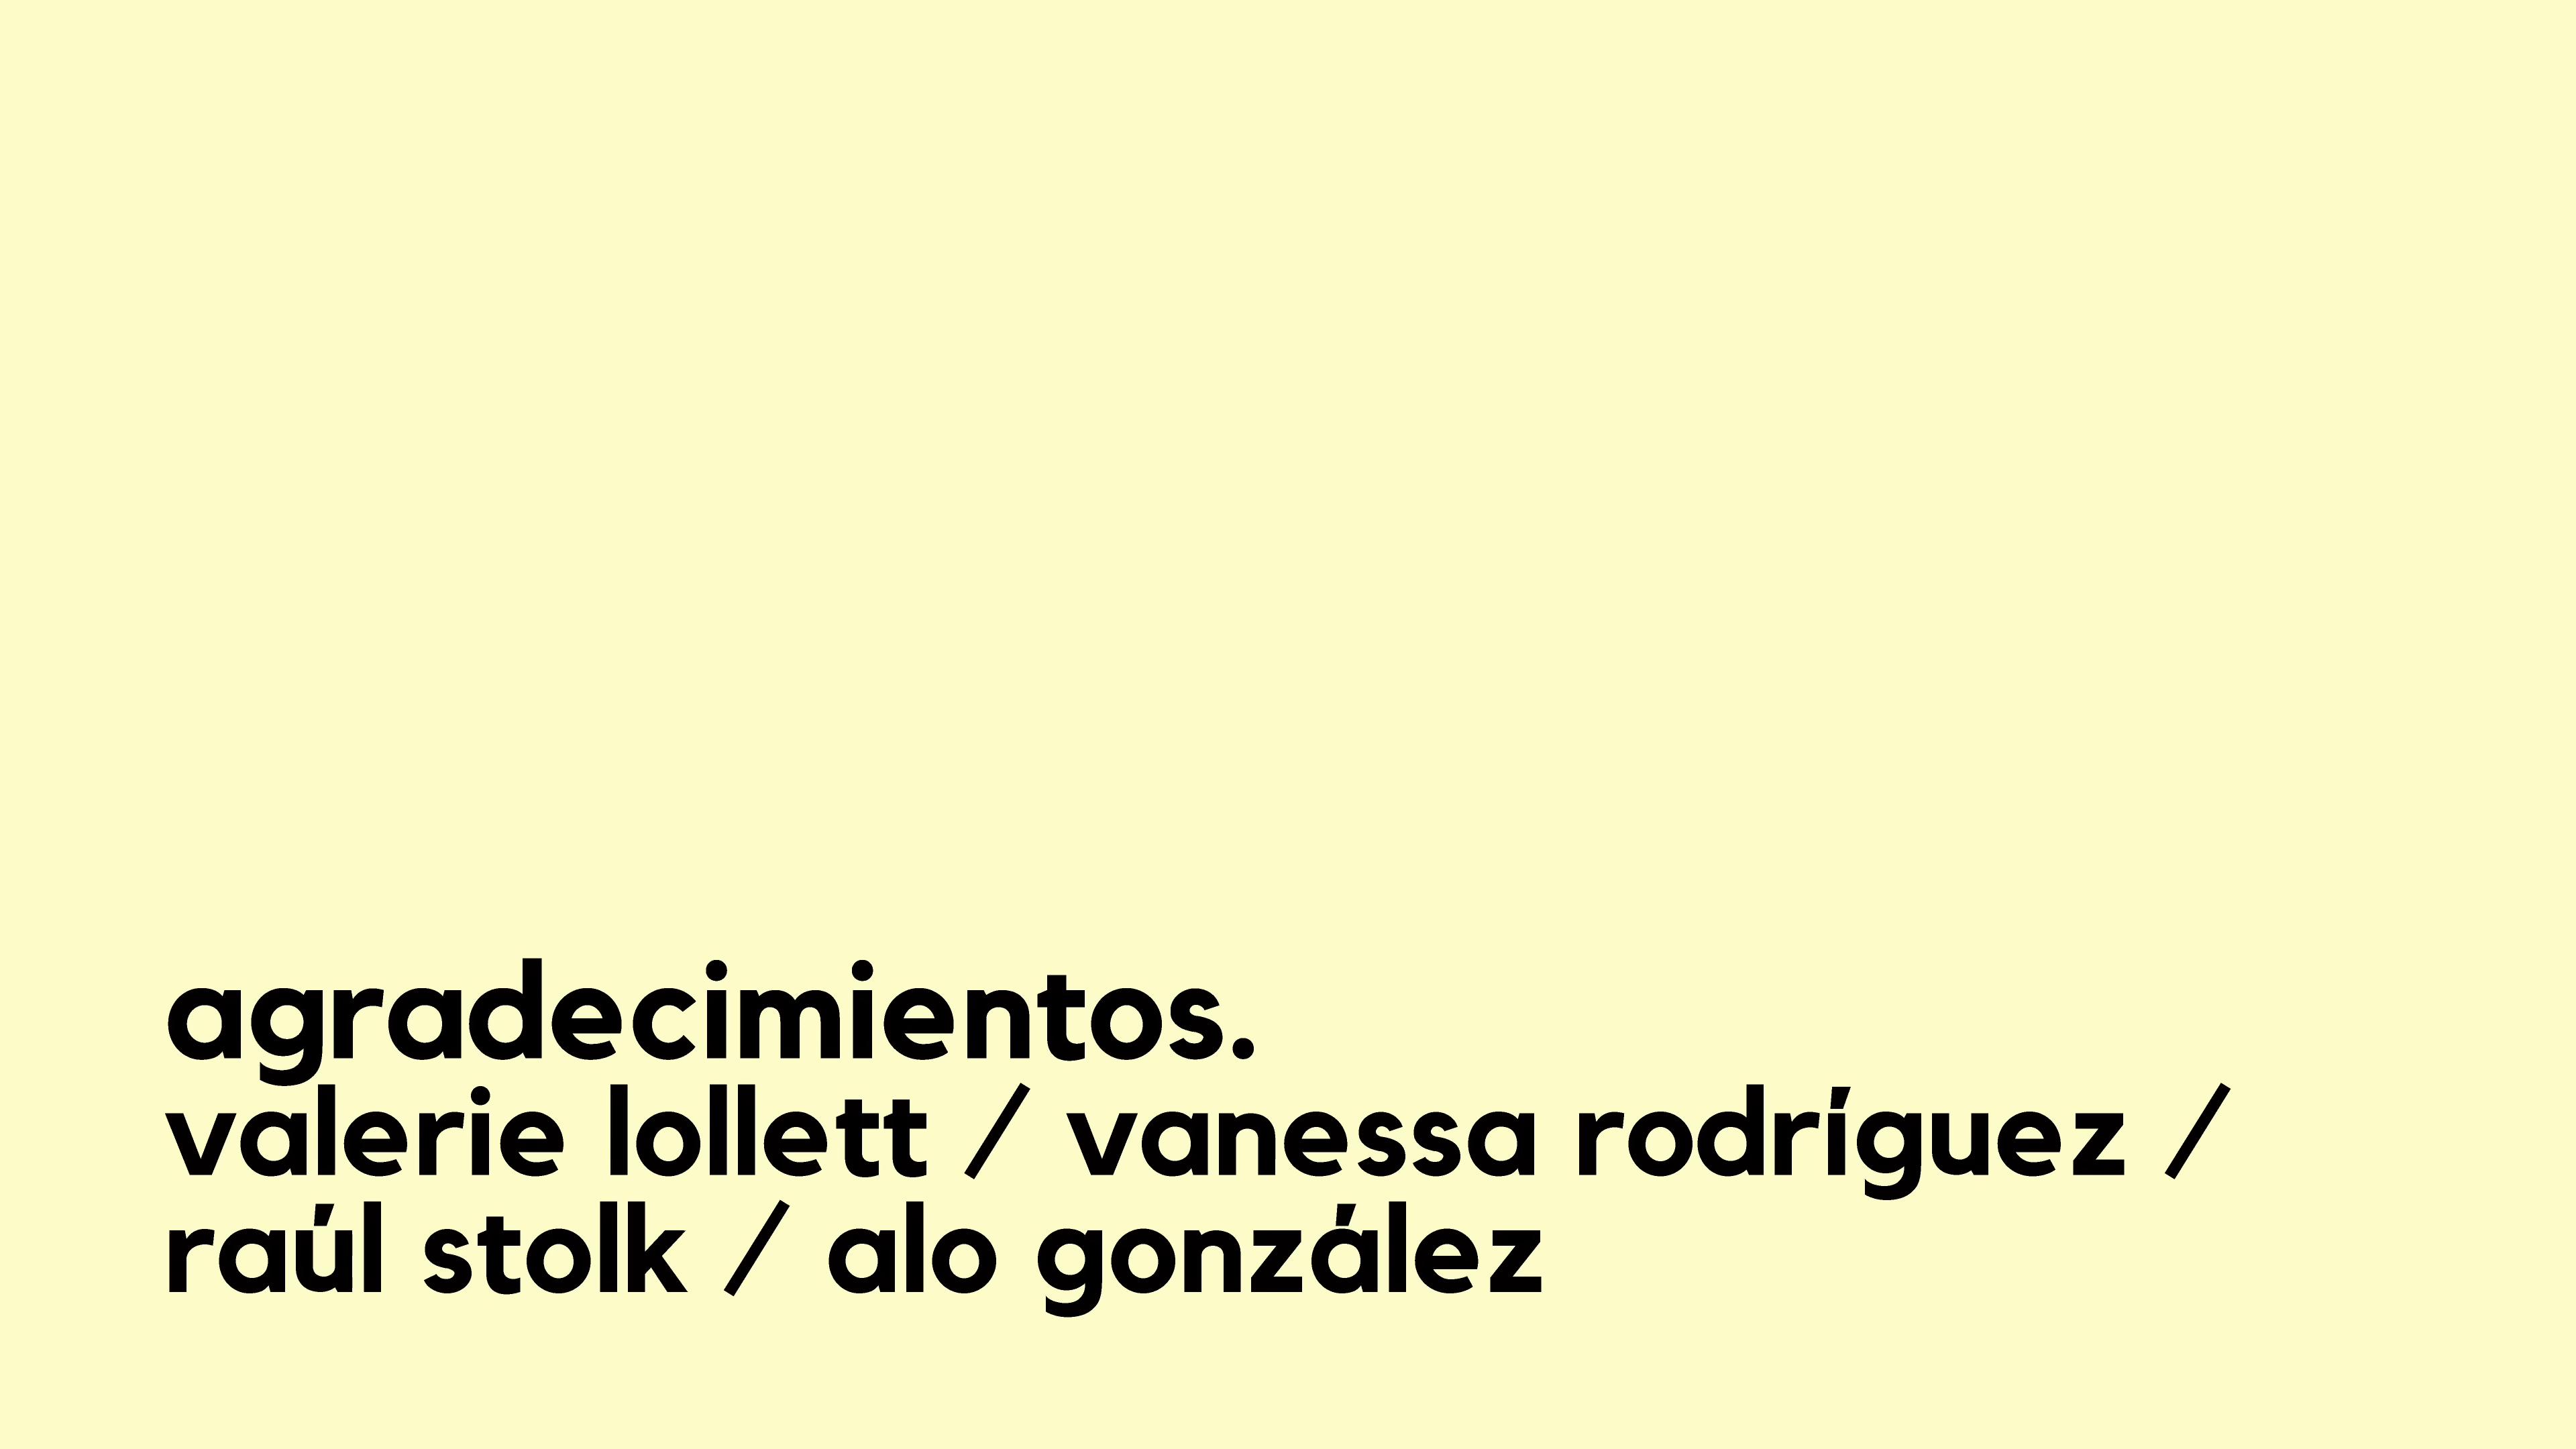 agradecimientos.
valerie lollett / vanessa rodríguez /
raúl stolk / alo gonzález